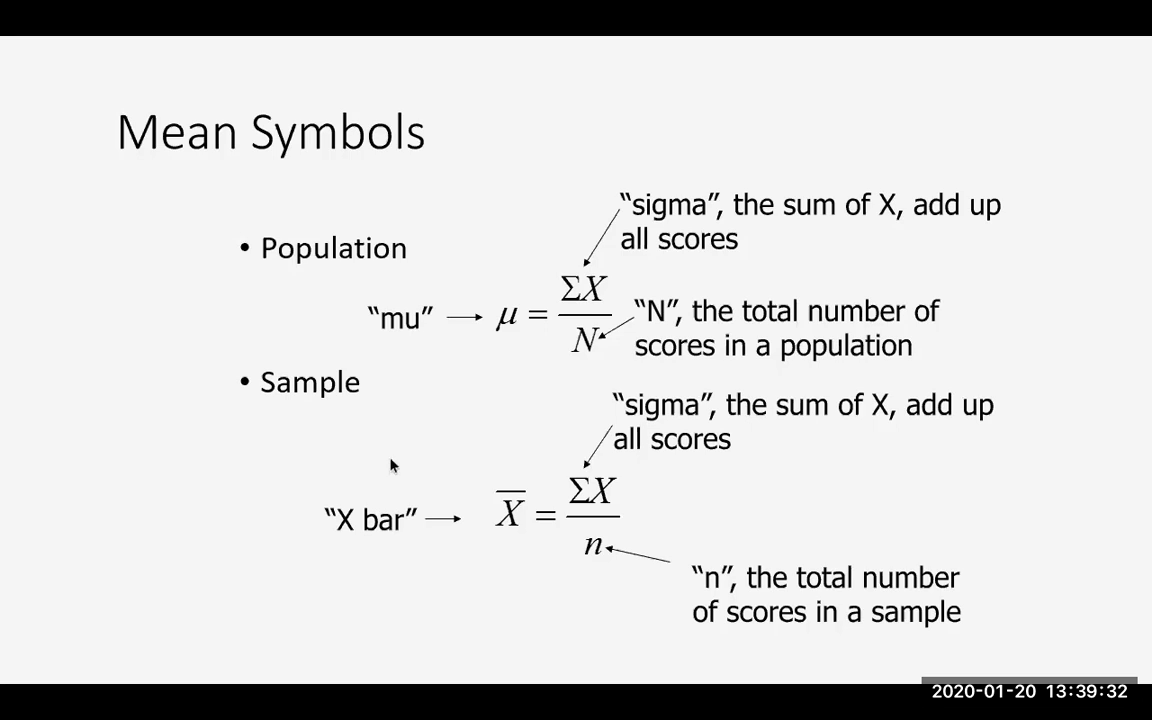 Mean Symbols
“sigma”, the sum of X, add up
all scores
• Population
ΣX
“mu” μ = “N”, the total number of
N scores in a population
• Sample
“sigma”, the sum of X, add up
all scores
ΣX
“X bar” X̅ =
n
“n”, the total number
of scores in a sample
2020-01-20 13:39:32